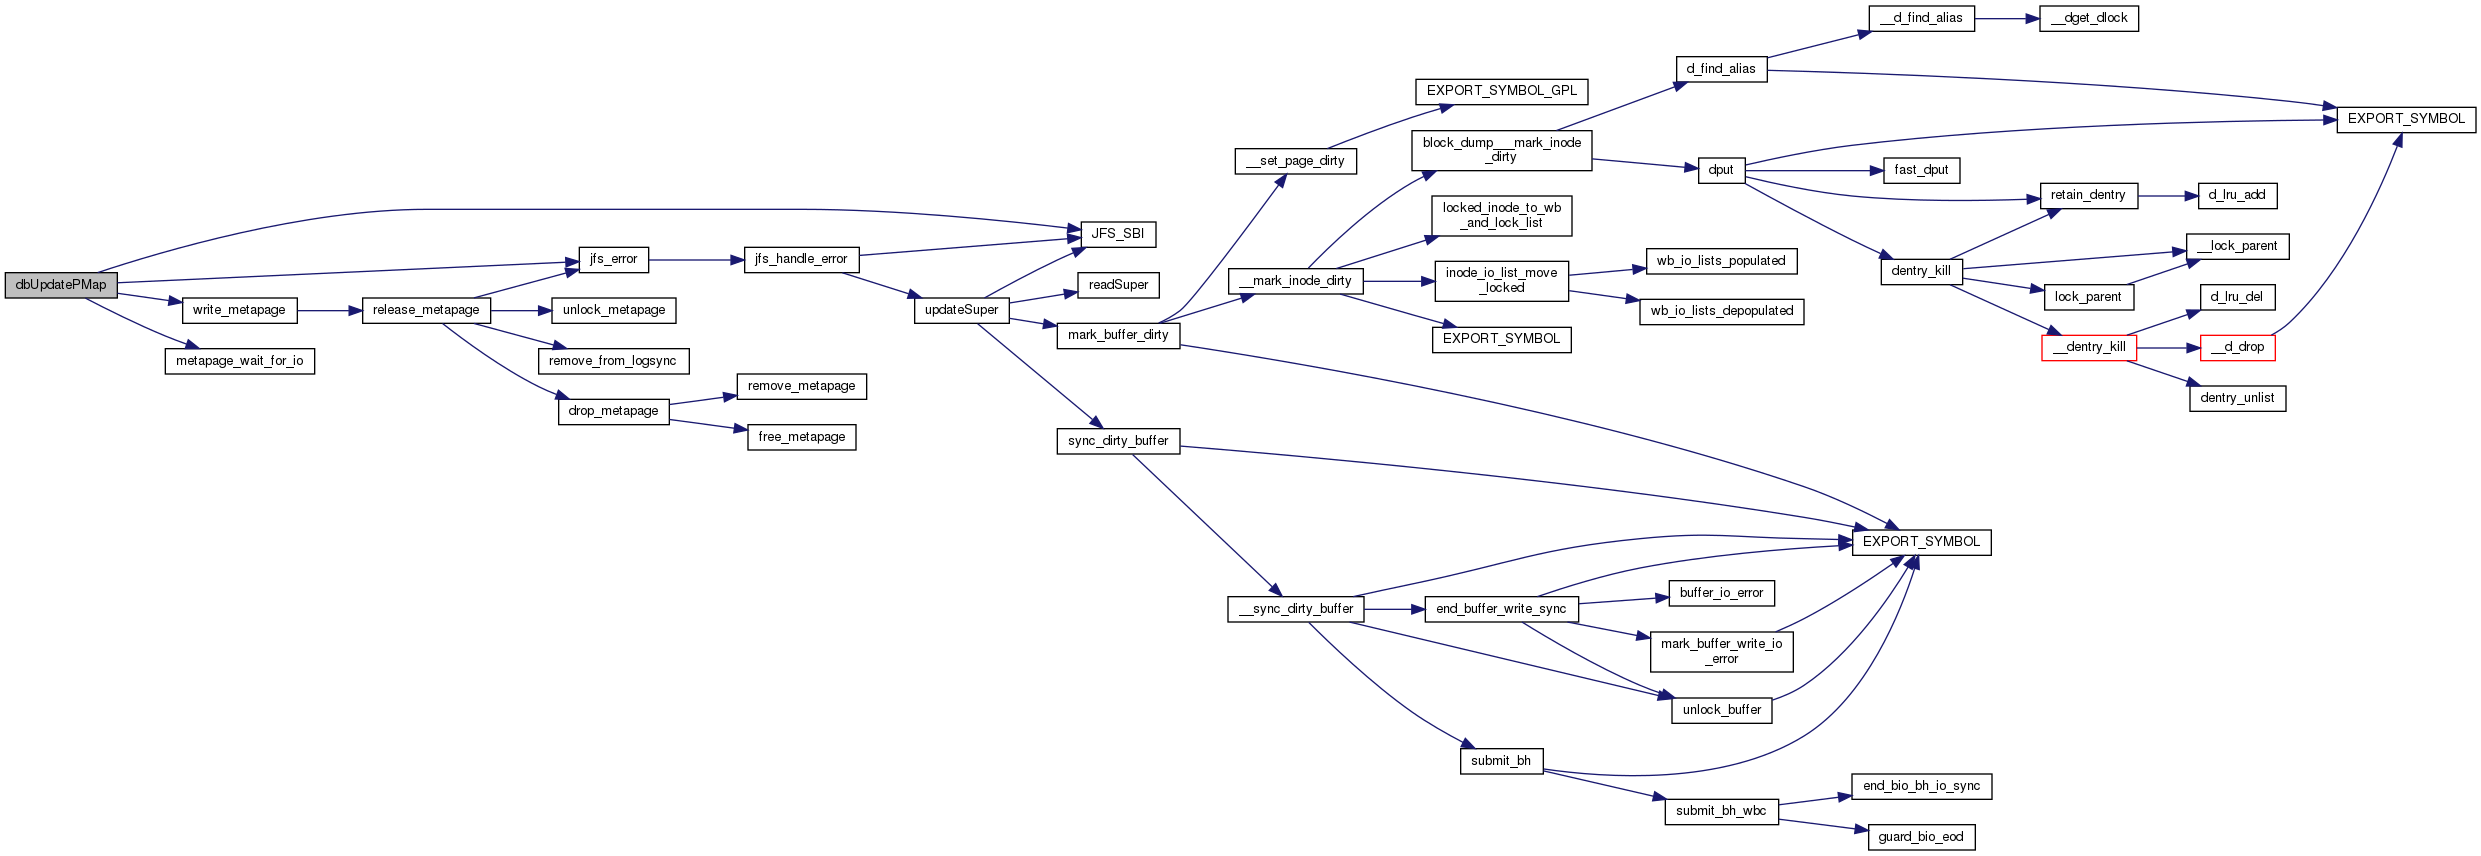 dbUpdatePMap
JFS_SBI
jfs_error
write_metapage
metapage_wait_for_io
release_metapage
unlock_metapage
remove_from_logsync
drop_metapage
remove_metapage
free_metapage
jfs_handle_error
updateSuper
readSuper
mark_buffer_dirty
sync_dirty_buffer
__set_page_dirty
EXPORT_SYMBOL_GPL
__mark_inode_dirty
block_dump___mark_inode
_dirty
locked_inode_to_wb
_and_lock_list
inode_io_list_move
_locked
EXPORT_SYMBOL
wb_io_lists_populated
wb_io_lists_depopulated
d_find_alias
__d_find_alias
__dget_dlock
EXPORT_SYMBOL
dput
fast_dput
retain_dentry
d_lru_add
dentry_kill
__lock_parent
lock_parent
__dentry_kill
d_lru_del
__d_drop
dentry_unlist
EXPORT_SYMBOL
__sync_dirty_buffer
end_buffer_write_sync
buffer_io_error
mark_buffer_write_io
_error
unlock_buffer
submit_bh
submit_bh_wbc
end_bio_bh_io_sync
guard_bio_eod